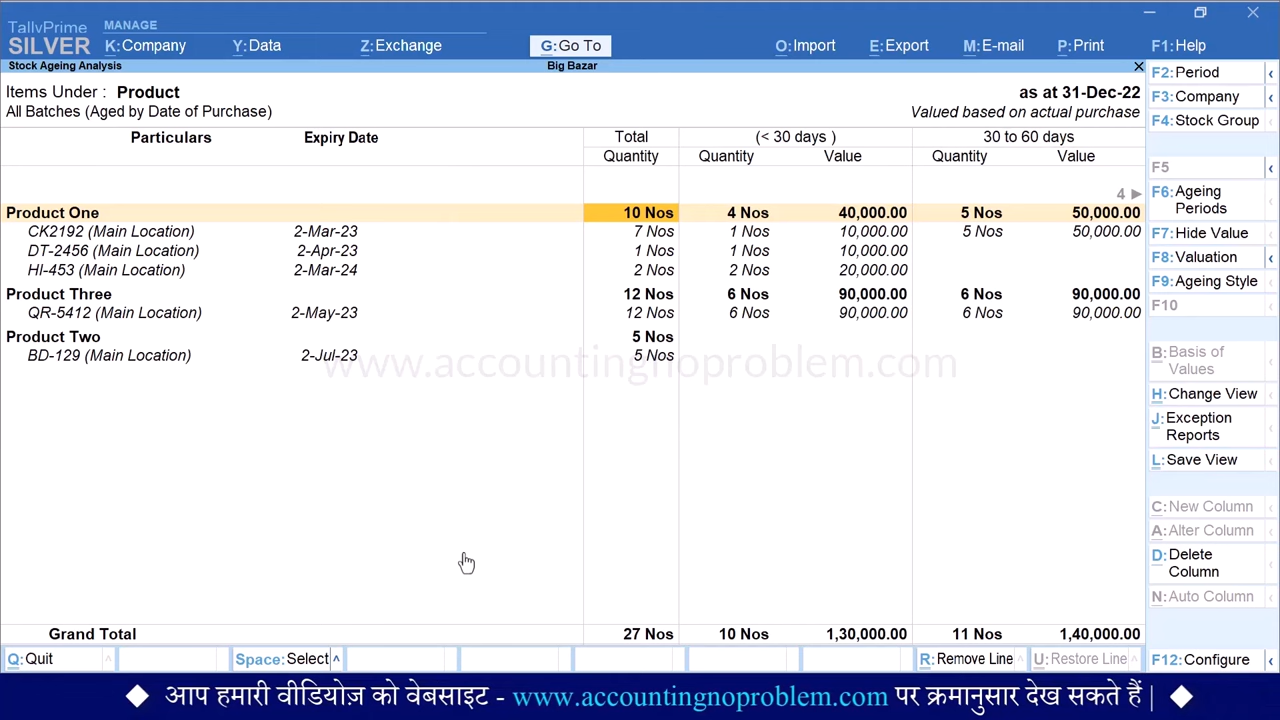 TallyPrime MANAGE
SILVER K:Company Y:Data Z:Exchange G:Go To O:Import E:Export M:E-mail P:Print F1:Help
Stock Ageing Analysis Big Bazar
Items Under : Product as at 31-Dec-22
All Batches (Aged by Date of Purchase) Valued based on actual purchase
Particulars Expiry Date Total (< 30 days ) 30 to 60 days
Quantity Quantity Value Quantity Value
4 ▶
Product One 10 Nos 4 Nos 40,000.00 5 Nos 50,000.00
CK2192 (Main Location) 2-Mar-23 7 Nos 1 Nos 10,000.00 5 Nos 50,000.00
DT-2456 (Main Location) 2-Apr-23 1 Nos 1 Nos 10,000.00
HI-453 (Main Location) 2-Mar-24 2 Nos 2 Nos 20,000.00
Product Three 12 Nos 6 Nos 90,000.00 6 Nos 90,000.00
QR-5412 (Main Location) 2-May-23 12 Nos 6 Nos 90,000.00 6 Nos 90,000.00
Product Two 5 Nos
BD-129 (Main Location) 2-Jul-23 5 Nos
www.accountingnoproblem.com
Grand Total 27 Nos 10 Nos 1,30,000.00 11 Nos 1,40,000.00
F2:Period
F3:Company
F4:Stock Group
F5
F6:Ageing
Periods
F7:Hide Value
F8:Valuation
F9:Ageing Style
F10
B:Basis of
Values
H:Change View
J:Exception
Reports
L:Save View
C:New Column
A:Alter Column
D:Delete
Column
N:Auto Column
Q:Quit Space:Select R:Remove Line U:Restore Line F12:Configure
आप हमारी वीडियोज़ को वेबसाइट - www.accountingnoproblem.com पर क्रमानुसार देख सकते हैं |